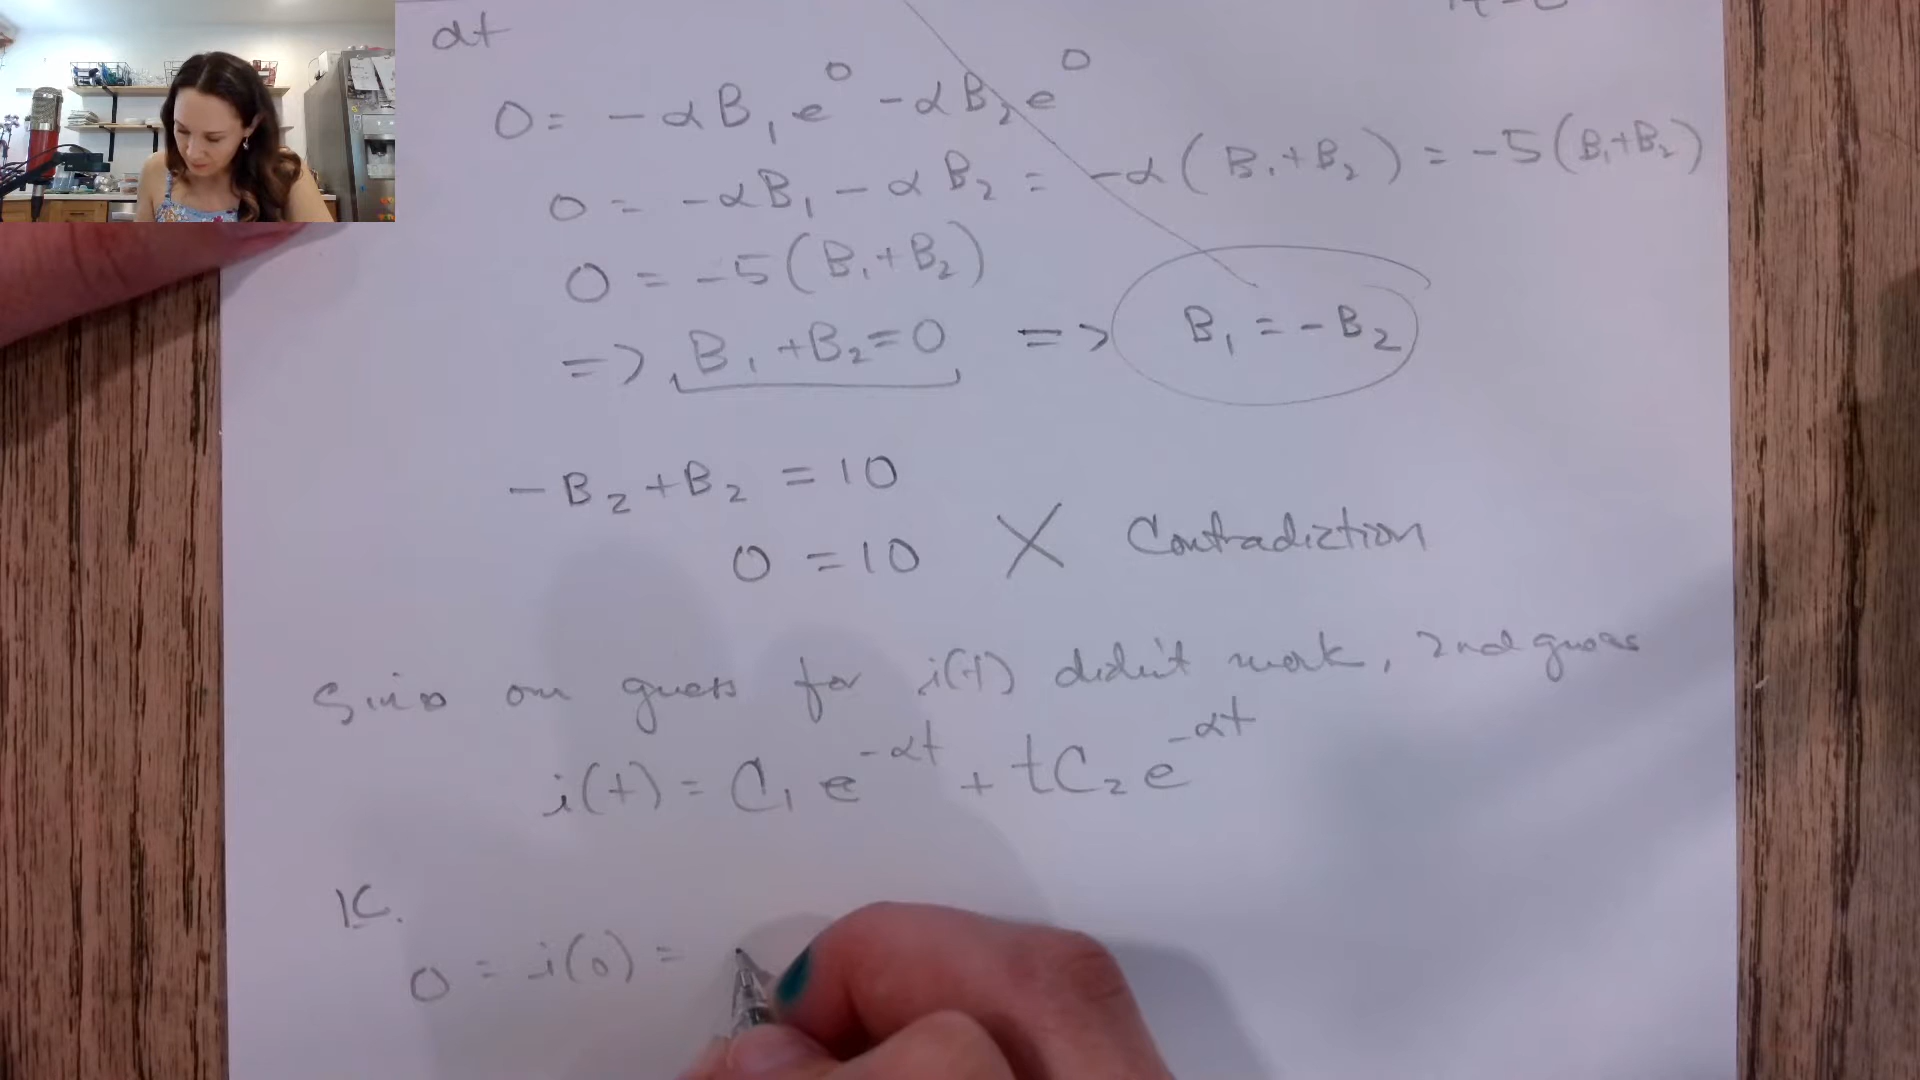 dt
0 = -αB₁e⁰ - αB₂e⁰
0 = -αB₁ - αB₂ = -α(B₁+B₂) = -5(B₁+B₂)
0 = -5(B₁+B₂)
=> B₁+B₂=0 => B₁ = -B₂
-B₂+B₂ = 10
0 = 10 X Contradiction
Since our guess for i(t) didn't work, 2nd guess
i(t) = C₁e^{-αt} + tC₂e^{-αt}
IC.
0 = i(0) =